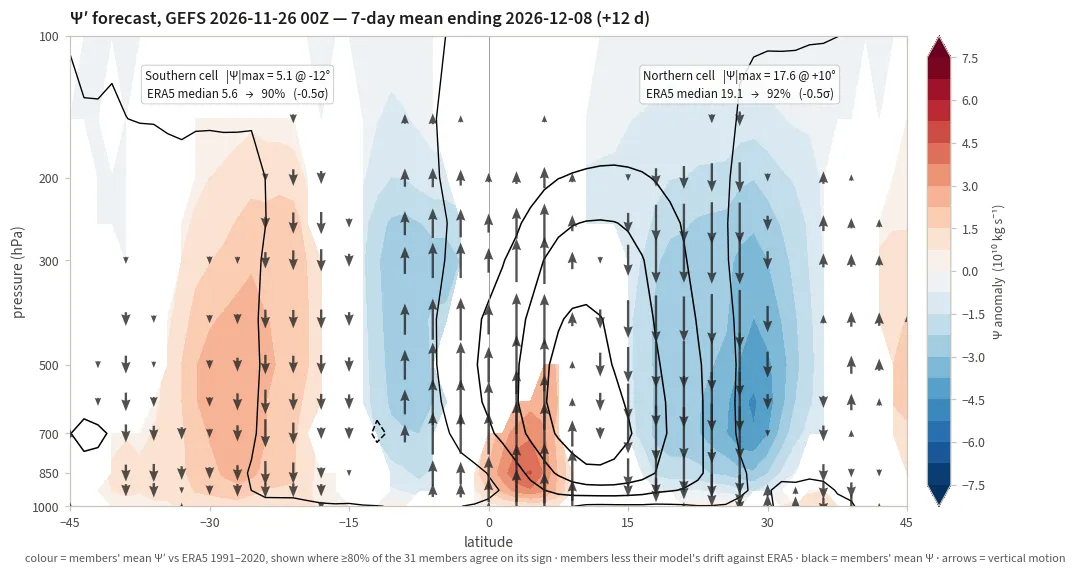 Ψ′ forecast, GEFS 2026-11-26 00Z — 7-day mean ending 2026-12-08 (+12 d)
Southern cell |Ψ|max = 5.1 @ -12°
ERA5 median 5.6 → 90% (-0.5σ)
Northern cell |Ψ|max = 17.6 @ +10°
ERA5 median 19.1 → 92% (-0.5σ)
pressure (hPa)
100
200
300
400
500
700
850
1000
−45
−30
−15
0
15
30
45
latitude
7.5
6.0
4.5
3.0
1.5
0.0
−1.5
−3.0
−4.5
−6.0
−7.5
Ψ anomaly (10¹⁰ kg s⁻¹)
colour = members' mean Ψ′ vs ERA5 1991–2020, shown where ≥80% of the 31 members agree on its sign · members less their model's drift against ERA5 · black = members' mean Ψ · arrows = vertical motion